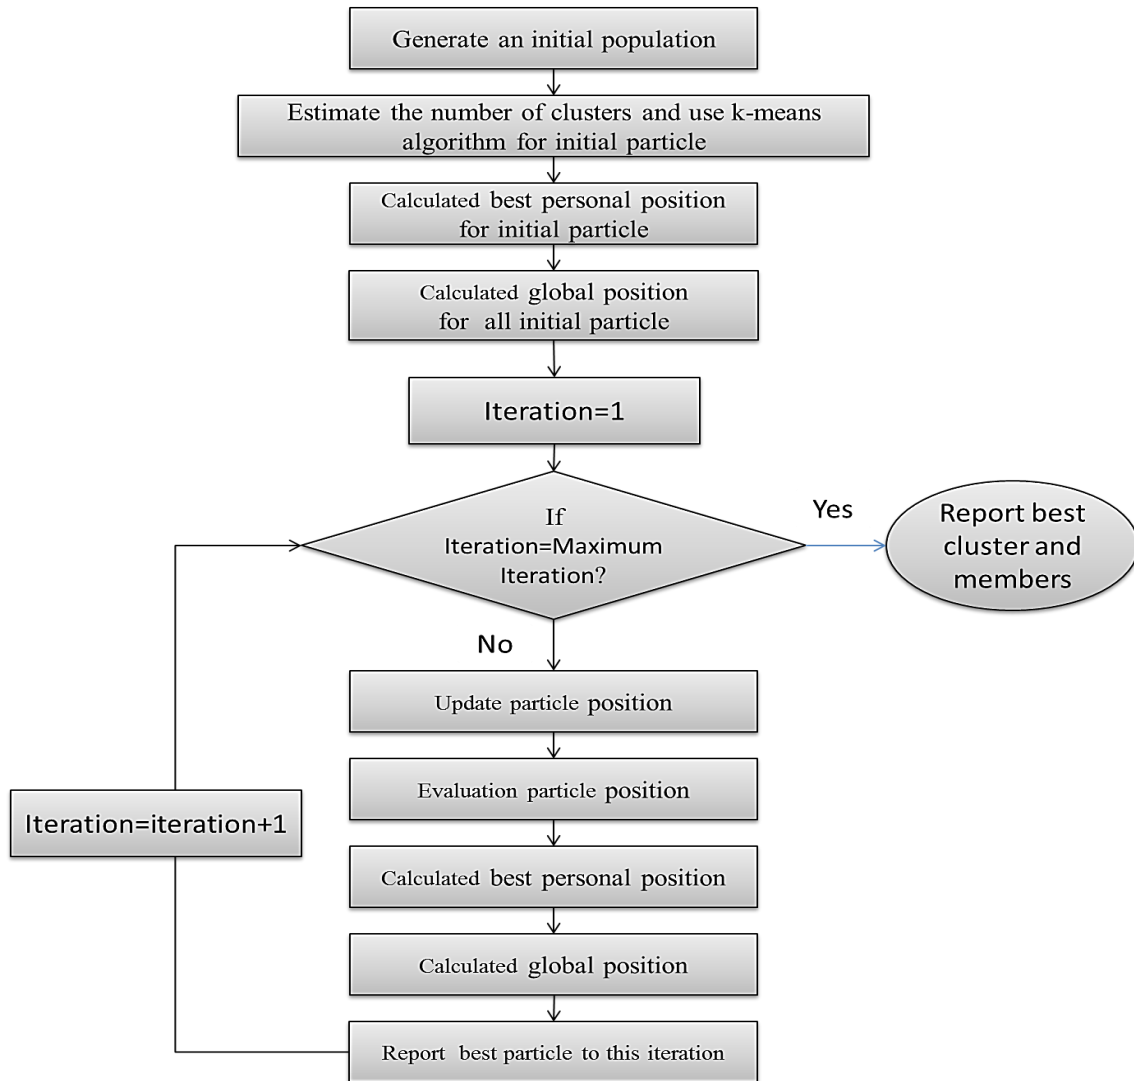 Generate an initial population
Estimate the number of clusters and use k-means
algorithm for initial particle
Calculated best personal position
for initial particle
Calculated global position
for all initial particle
Iteration=1
If
Iteration=Maximum
Iteration?
Yes
Report best
cluster and
members
No
Update particle position
Evaluation particle position
Calculated best personal position
Calculated global position
Report best particle to this iteration
Iteration=iteration+1